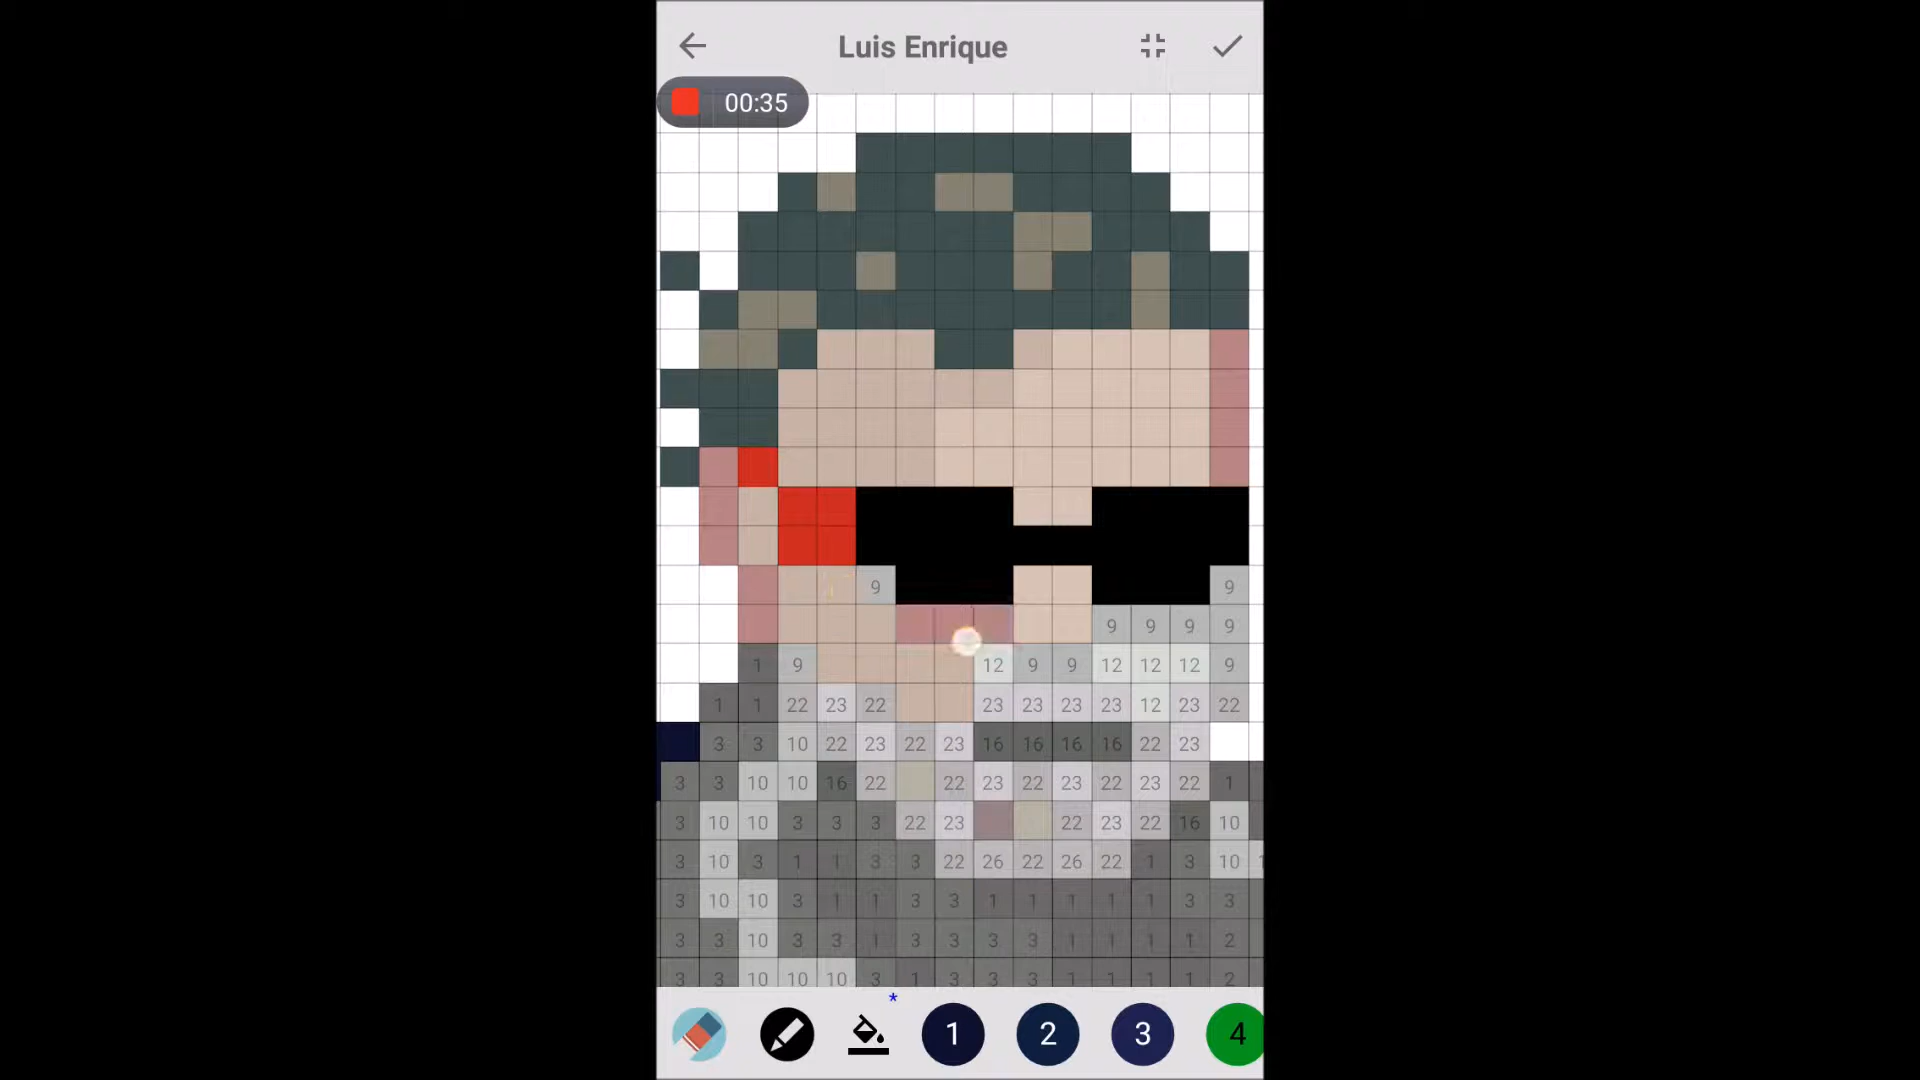 Luis Enrique
00:35
9 9
9 9 9 9
1 9 12 9 9 12 12 12 9
1 1 22 23 22 23 23 23 23 12 23 22
3 3 10 22 23 22 23 16 16 16 16 22 23
3 3 10 10 16 22 22 23 22 23 22 23 22 1
3 10 10 3 3 3 22 23 22 23 22 16 10
3 10 3 1 1 3 3 22 26 22 26 22 1 3 10 1
3 10 10 3 1 1 3 3 1 1 1 1 1 3 3
3 3 10 3 3 1 3 3 3 3 1 1 1 1 2
3 3 10 10 10 3 1 3 3 3 1 1 1 1 2
*
1 2 3 4